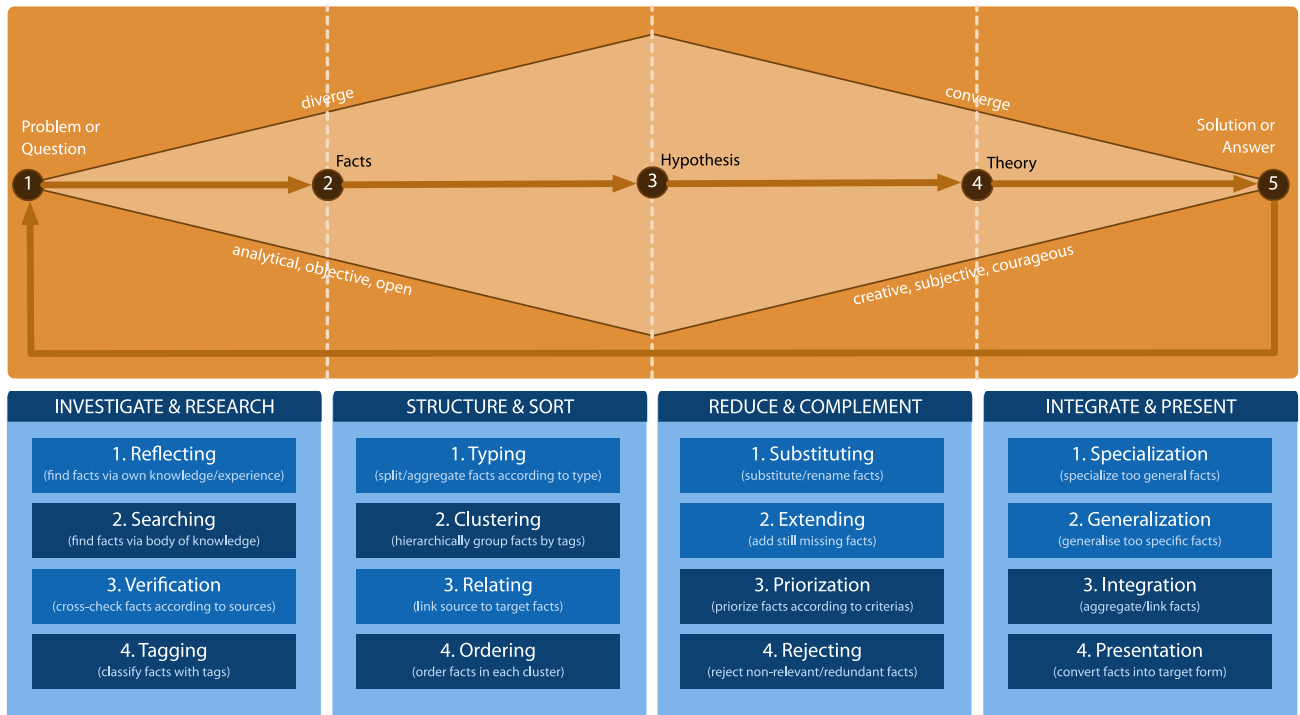 diverge
converge
Problem or
Question
Solution or
Answer
Facts
Hypothesis
Theory
1
2
3
4
5
analytical, objective, open
creative, subjective, courageous
INVESTIGATE & RESEARCH
1. Reflecting
(find facts via own knowledge/experience)
2. Searching
(find facts via body of knowledge)
3. Verification
(cross-check facts according to sources)
4. Tagging
(classify facts with tags)
STRUCTURE & SORT
1. Typing
(split/aggregate facts according to type)
2. Clustering
(hierarchically group facts by tags)
3. Relating
(link source to target facts)
4. Ordering
(order facts in each cluster)
REDUCE & COMPLEMENT
1. Substituting
(substitute/rename facts)
2. Extending
(add still missing facts)
3. Priorization
(priorize facts according to criterias)
4. Rejecting
(reject non-relevant/redundant facts)
INTEGRATE & PRESENT
1. Specialization
(specialize too general facts)
2. Generalization
(generalise too specific facts)
3. Integration
(aggregate/link facts)
4. Presentation
(convert facts into target form)